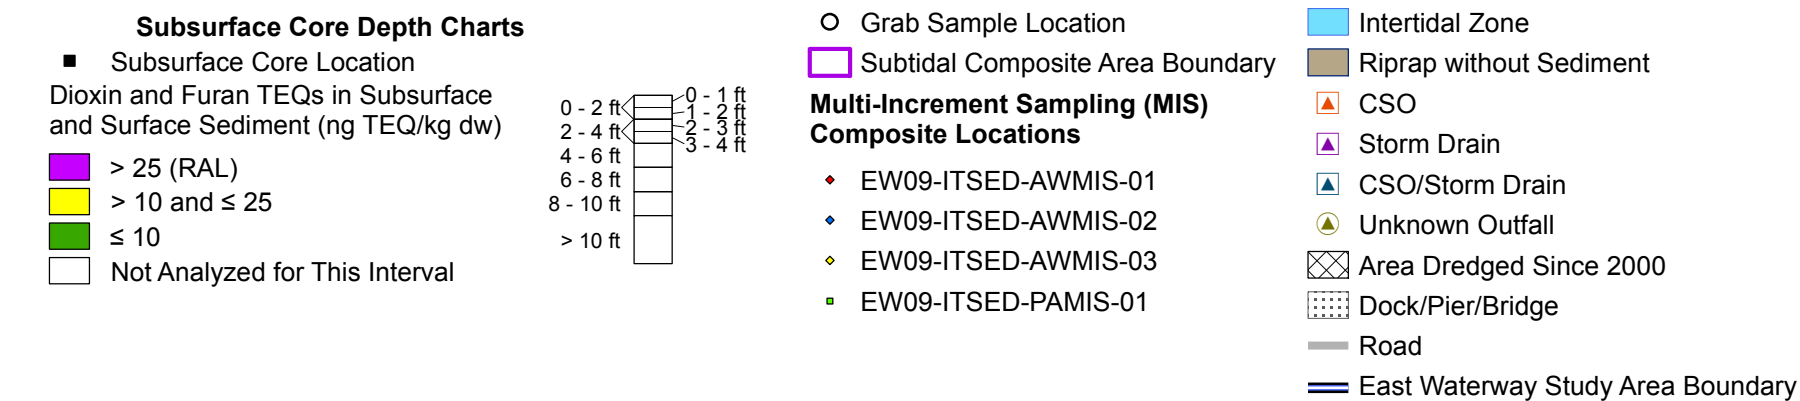 Subsurface Core Depth Charts
Subsurface Core Location
Dioxin and Furan TEQs in Subsurface
and Surface Sediment (ng TEQ/kg dw)
> 25 (RAL)
> 10 and ≤ 25
≤ 10
Not Analyzed for This Interval
0 - 2 ft
2 - 4 ft
4 - 6 ft
6 - 8 ft
8 - 10 ft
> 10 ft
0 - 1 ft
1 - 2 ft
2 - 3 ft
3 - 4 ft
Grab Sample Location
Subtidal Composite Area Boundary
Multi-Increment Sampling (MIS)
Composite Locations
EW09-ITSED-AWMIS-01
EW09-ITSED-AWMIS-02
EW09-ITSED-AWMIS-03
EW09-ITSED-PAMIS-01
Intertidal Zone
Riprap without Sediment
CSO
Storm Drain
CSO/Storm Drain
Unknown Outfall
Area Dredged Since 2000
Dock/Pier/Bridge
Road
East Waterway Study Area Boundary